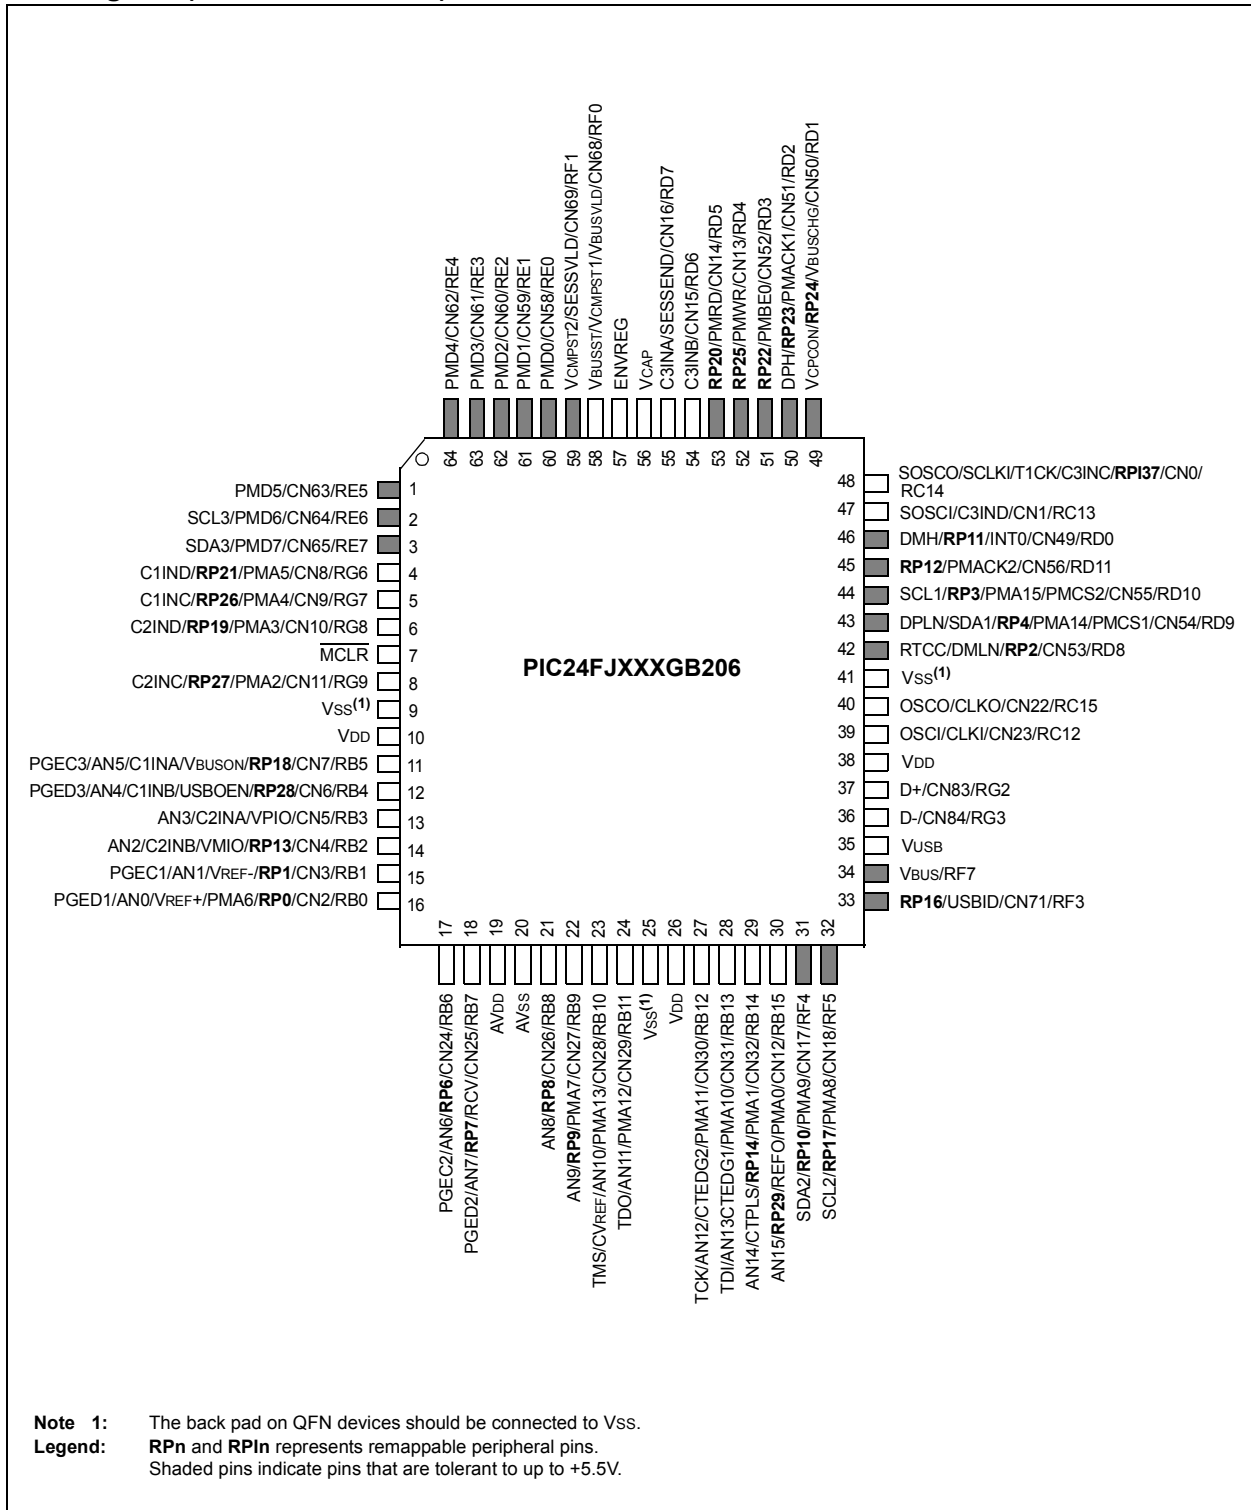 PMD4/CN62/RE4
PMD3/CN61/RE3
PMD2/CN60/RE2
PMD1/CN59/RE1
PMD0/CN58/RE0
VCMPST2/SESSVLD/CN69/RF1
VBUSST/VCMPST1/VBUSVLD/CN68/RF0
ENVREG
VCAP
C3INA/SESSEND/CN16/RD7
C3INB/CN15/RD6
RP20/PMRD/CN14/RD5
RP25/PMWR/CN13/RD4
RP22/PMBE0/CN52/RD3
DPH/RP23/PMACK1/CN51/RD2
VCPCON/RP24/VBUSCHG/CN50/RD1
64 63 62 61 60 59 58 57 56 55 54 53 52 51 50 49
PMD5/CN63/RE5 1
SCL3/PMD6/CN64/RE6 2
SDA3/PMD7/CN65/RE7 3
C1IND/RP21/PMA5/CN8/RG6 4
C1INC/RP26/PMA4/CN9/RG7 5
C2IND/RP19/PMA3/CN10/RG8 6
MCLR 7
C2INC/RP27/PMA2/CN11/RG9 8
VSS(1) 9
VDD 10
PGEC3/AN5/C1INA/VBUSON/RP18/CN7/RB5 11
PGED3/AN4/C1INB/USBOEN/RP28/CN6/RB4 12
AN3/C2INA/VPIO/CN5/RB3 13
AN2/C2INB/VMIO/RP13/CN4/RB2 14
PGEC1/AN1/VREF-/RP1/CN3/RB1 15
PGED1/AN0/VREF+/PMA6/RP0/CN2/RB0 16
PIC24FJXXXGB206
48 SOSCO/SCLKI/T1CK/C3INC/RPI37/CN0/
RC14
47 SOSCI/C3IND/CN1/RC13
46 DMH/RP11/INT0/CN49/RD0
45 RP12/PMACK2/CN56/RD11
44 SCL1/RP3/PMA15/PMCS2/CN55/RD10
43 DPLN/SDA1/RP4/PMA14/PMCS1/CN54/RD9
42 RTCC/DMLN/RP2/CN53/RD8
41 VSS(1)
40 OSCO/CLKO/CN22/RC15
39 OSCI/CLKI/CN23/RC12
38 VDD
37 D+/CN83/RG2
36 D-/CN84/RG3
35 VUSB
34 VBUS/RF7
33 RP16/USBID/CN71/RF3
17 18 19 20 21 22 23 24 25 26 27 28 29 30 31 32
PGEC2/AN6/RP6/CN24/RB6
PGED2/AN7/RP7/RCV/CN25/RB7
AVDD
AVSS
AN8/RP8/CN26/RB8
AN9/RP9/PMA7/CN27/RB9
TMS/CVREF/AN10/PMA13/CN28/RB10
TDO/AN11/PMA12/CN29/RB11
VSS(1)
VDD
TCK/AN12/CTEDG2/PMA11/CN30/RB12
TDI/AN13CTEDG1/PMA10/CN31/RB13
AN14/CTPLS/RP14/PMA1/CN32/RB14
AN15/RP29/REFO/PMA0/CN12/RB15
SDA2/RP10/PMA9/CN17/RF4
SCL2/RP17/PMA8/CN18/RF5
Note 1: The back pad on QFN devices should be connected to VSS.
Legend: RPn and RPIn represents remappable peripheral pins.
Shaded pins indicate pins that are tolerant to up to +5.5V.